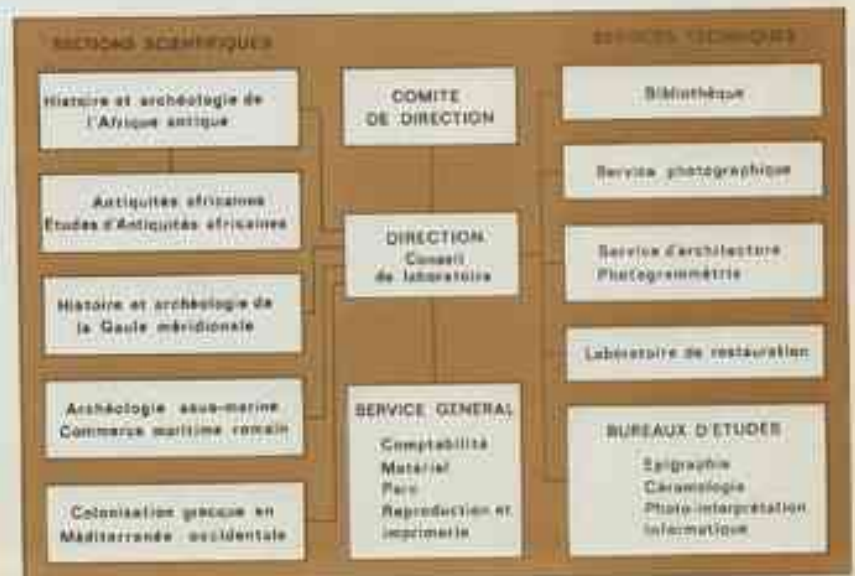 SECTIONS SCIENTIFIQUES
Histoire et archéologie de
l'Afrique antique
Antiquités africaines
Etudes d'Antiquités africaines
Histoire et archéologie de
la Gaule méridionale
Archéologie sous-marine
Commerce maritime romain
Colonisation grecque en
Méditerranée occidentale
COMITE
DE DIRECTION
DIRECTION
Conseil
de laboratoire
SERVICE GENERAL
Comptabilité
Matériel
Parc
Reproduction et
imprimerie
SERVICES TECHNIQUES
Bibliothèque
Service photographique
Service d'architecture
Photogrammétrie
Laboratoire de restauration
BUREAUX D'ETUDES
Epigraphie
Céramologie
Photo-interprétation
Informatique